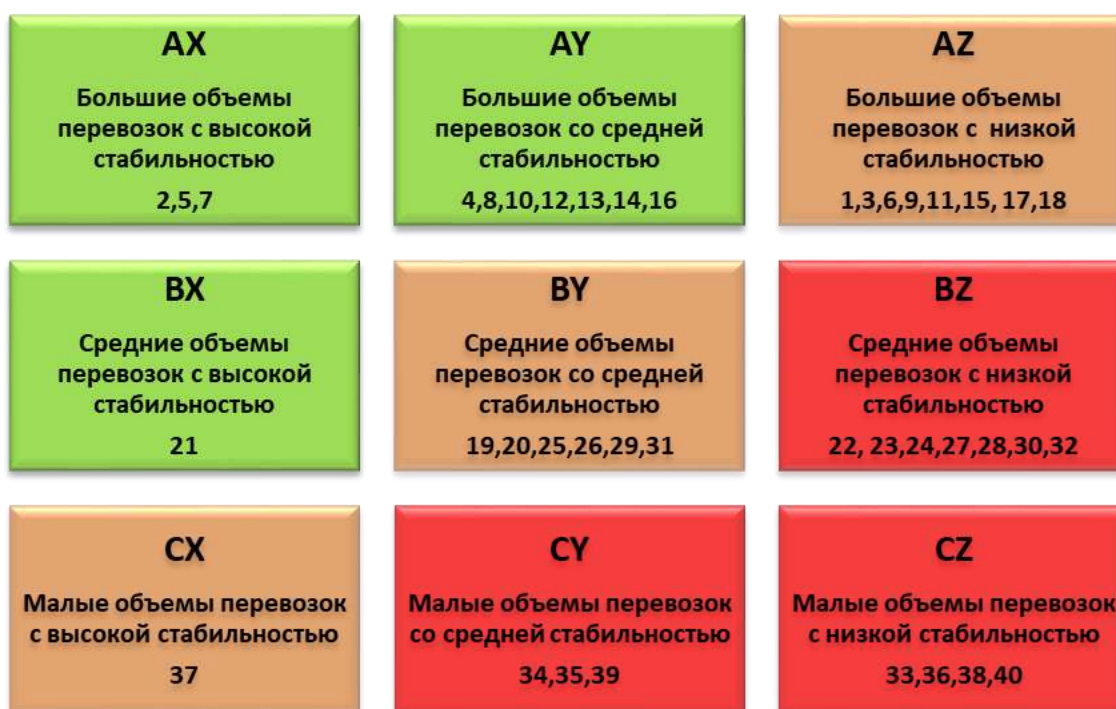 AX
Большие объемы
перевозок с высокой
стабильностью
2,5,7
AY
Большие объемы
перевозок со средней
стабильностью
4,8,10,12,13,14,16
AZ
Большие объемы
перевозок с низкой
стабильностью
1,3,6,9,11,15, 17,18
BX
Средние объемы
перевозок с высокой
стабильностью
21
BY
Средние объемы
перевозок со средней
стабильностью
19,20,25,26,29,31
BZ
Средние объемы
перевозок с низкой
стабильностью
22, 23,24,27,28,30,32
CX
Малые объемы перевозок
с высокой стабильностью
37
CY
Малые объемы перевозок
со средней стабильностью
34,35,39
CZ
Малые объемы перевозок
с низкой стабильностью
33,36,38,40